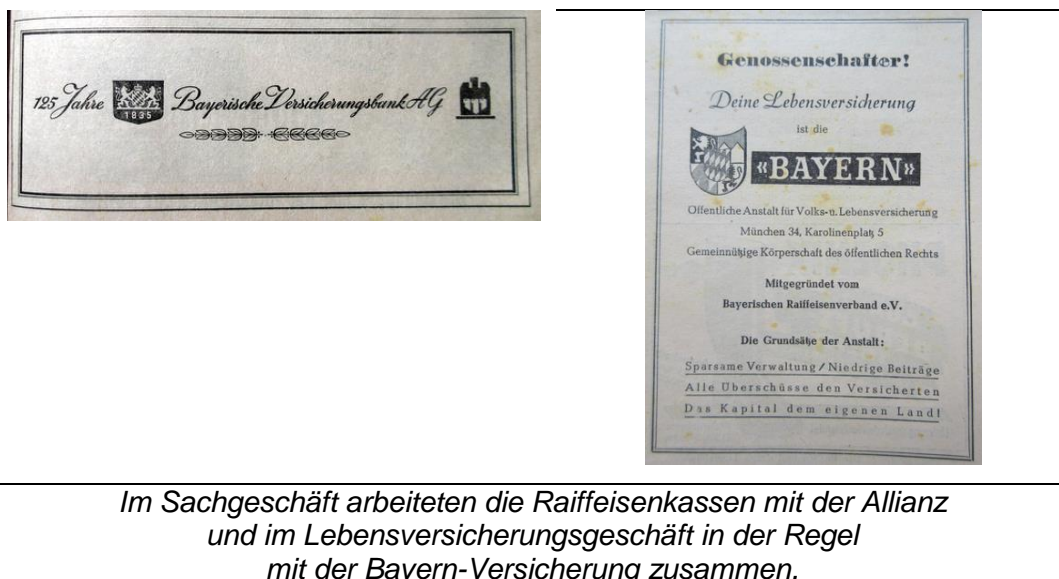 125 Jahre 1835 Bayerische Versicherungsbank AG
Genossenschafter!
Deine Lebensversicherung
ist die
«BAYERN»
Öffentliche Anstalt für Volks- u. Lebensversicherung
München 34, Karolinenplatz 5
Gemeinnützige Körperschaft des öffentlichen Rechts
Mitgegründet vom
Bayerischen Raiffeisenverband e.V.
Die Grundsätze der Anstalt:
Sparsame Verwaltung / Niedrige Beiträge
Alle Überschüsse den Versicherten
Das Kapital dem eigenen Land!
Im Sachgeschäft arbeiteten die Raiffeisenkassen mit der Allianz
und im Lebensversicherungsgeschäft in der Regel
mit der Bayern-Versicherung zusammen.